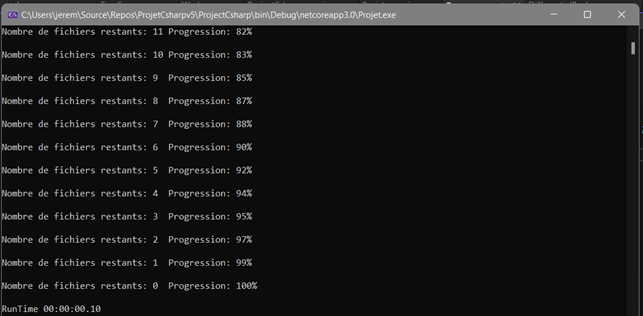 C:\Users\jerem\Source\Repos\ProjetCsharpv5\ProjectCsharp\bin\Debug\netcoreapp3.0\Projet.exe
Nombre de fichiers restants: 11 Progression: 82%
Nombre de fichiers restants: 10 Progression: 83%
Nombre de fichiers restants: 9  Progression: 85%
Nombre de fichiers restants: 8  Progression: 87%
Nombre de fichiers restants: 7  Progression: 88%
Nombre de fichiers restants: 6  Progression: 90%
Nombre de fichiers restants: 5  Progression: 92%
Nombre de fichiers restants: 4  Progression: 94%
Nombre de fichiers restants: 3  Progression: 95%
Nombre de fichiers restants: 2  Progression: 97%
Nombre de fichiers restants: 1  Progression: 99%
Nombre de fichiers restants: 0  Progression: 100%
RunTime 00:00:00.10